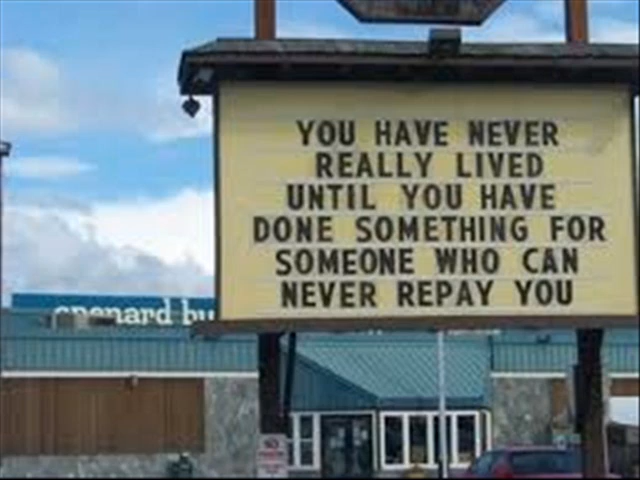 YOU HAVE NEVER
REALLY LIVED
UNTIL YOU HAVE
DONE SOMETHING FOR
SOMEONE WHO CAN
NEVER REPAY YOU